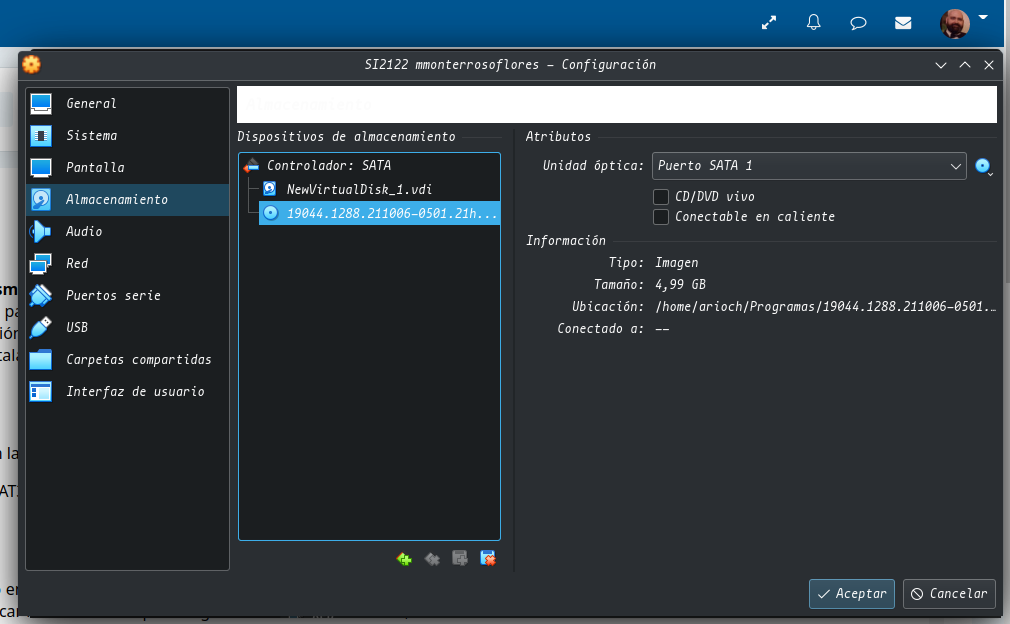 SI2122 mmonterrosoflores — Configuración
General
Sistema
Pantalla
Almacenamiento
Audio
Red
Puertos serie
USB
Carpetas compartidas
Interfaz de usuario
Dispositivos de almacenamiento
Controlador: SATA
NewVirtualDisk_1.vdi
19044.1288.211006-0501.21h...
Atributos
Unidad óptica: Puerto SATA 1
CD/DVD vivo
Conectable en caliente
Información
Tipo: Imagen
Tamaño: 4,99 GB
Ubicación: /home/arioch/Programas/19044.1288.211006-0501.…
Conectado a: --
Aceptar
Cancelar